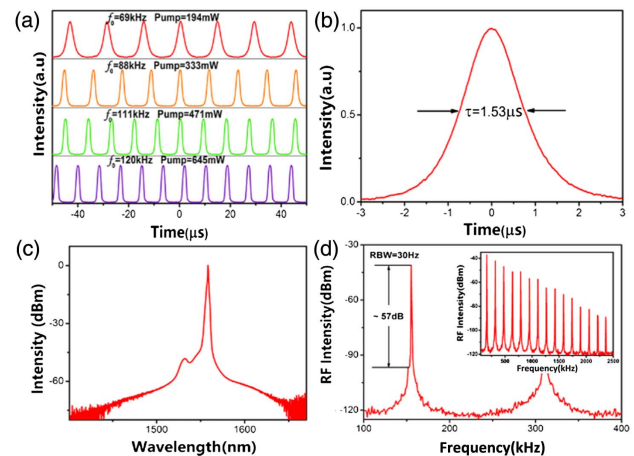 (a)
f₀=69kHz Pump=194mW
f₀=88kHz Pump=333mW
f₀=111kHz Pump=471mW
f₀=120kHz Pump=645mW
Intensity(a.u)
-40 -20 0 20 40
Time(μs)
(b)
1.0
0.5
0.0
τ=1.53μs
Intensity(a.u)
-3 -2 -1 0 1 2 3
Time(μs)
(c)
0
-30
-60
Intensity (dBm)
1500 1550 1600 1650
Wavelength(nm)
(d)
-30
-60
-90
-120
RF Intensity (dBm)
RBW=30Hz
~ 57dB
100 200 300 400
Frequency(kHz)
-40
-60
-80
-100
-120
RF Intensity (dBm)
500 1000 1500 2000 2500
Frequency(kHz)